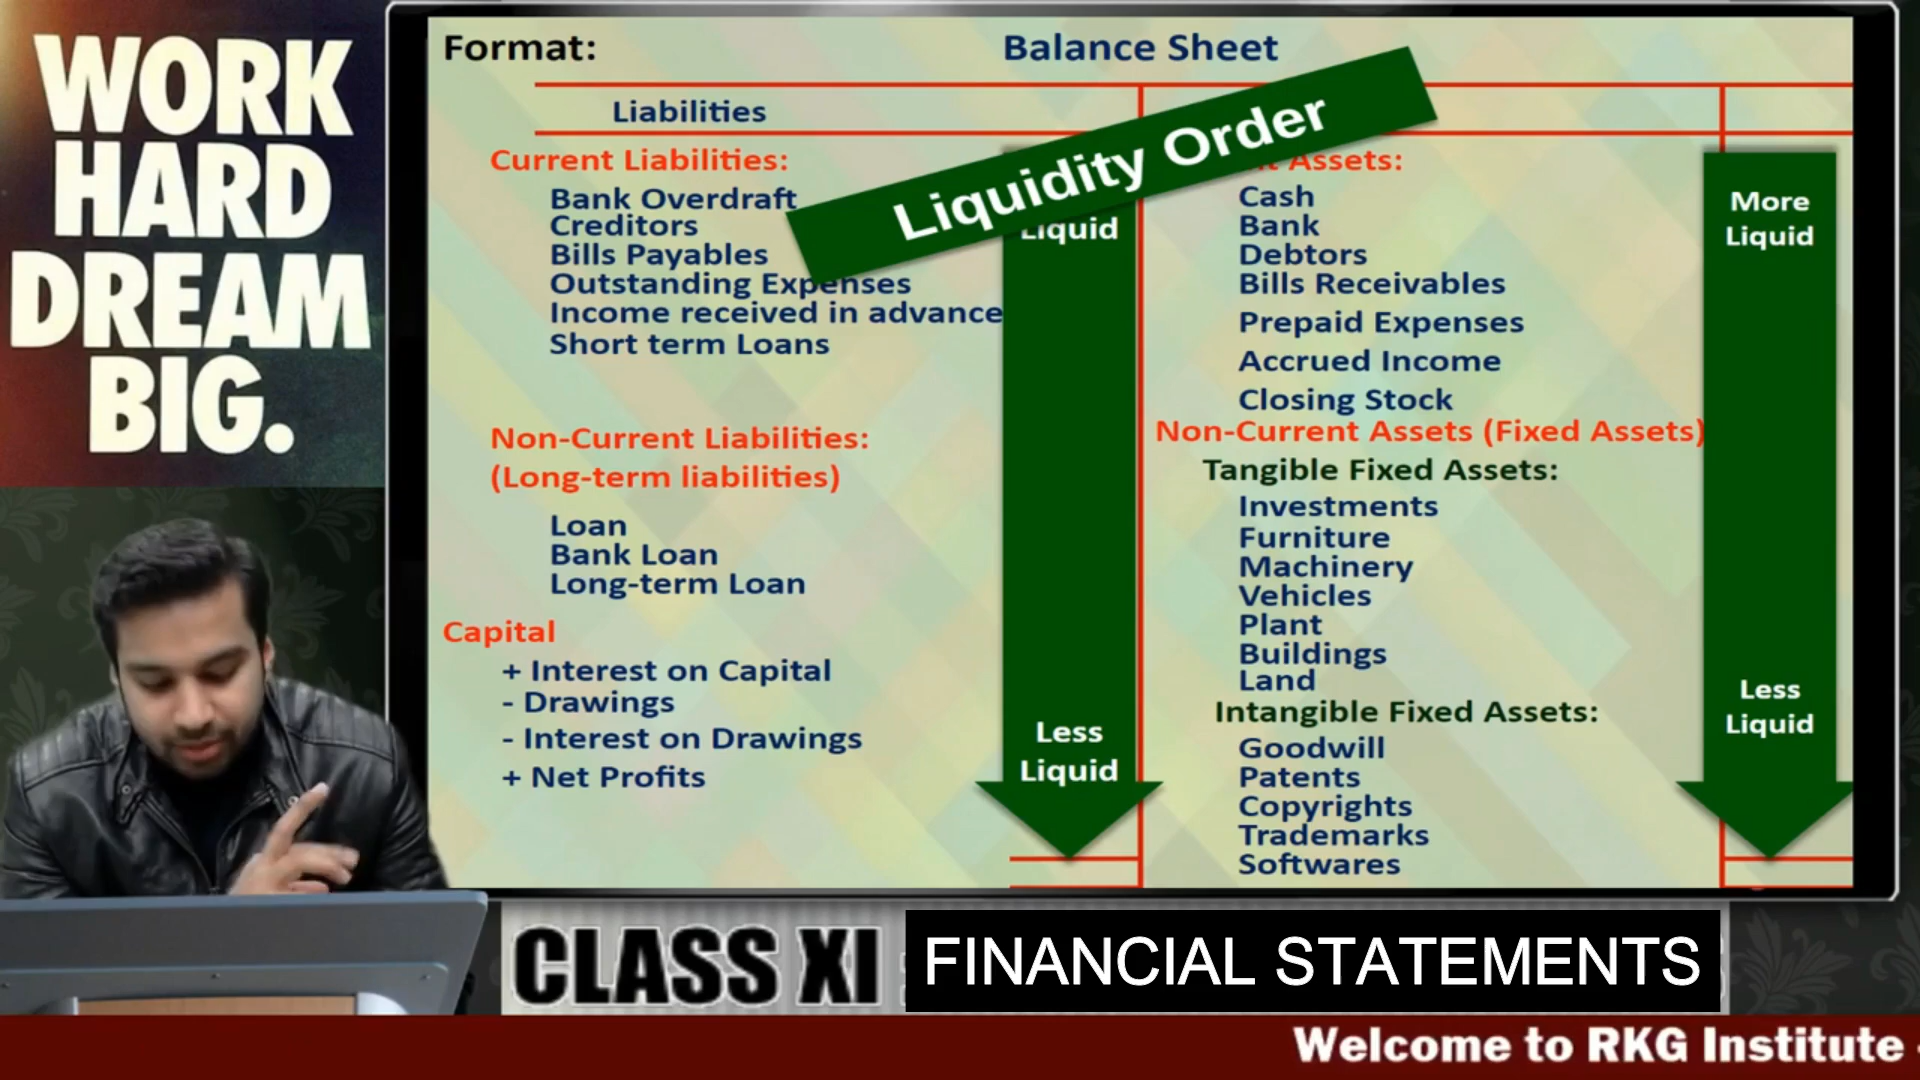 WORK
HARD
DREAM
BIG.
Format:
Balance Sheet
Liabilities
Liquidity Order
Current Liabilities:
Bank Overdraft
Creditors
Bills Payables
Outstanding Expenses
Income received in advance
Short term Loans
Non-Current Liabilities:
(Long-term liabilities)
Loan
Bank Loan
Long-term Loan
Capital
+ Interest on Capital
- Drawings
- Interest on Drawings
+ Net Profits
Liquid
Less
Liquid
Assets:
Cash
Bank
Debtors
Bills Receivables
Prepaid Expenses
Accrued Income
Closing Stock
Non-Current Assets (Fixed Assets)
Tangible Fixed Assets:
Investments
Furniture
Machinery
Vehicles
Plant
Buildings
Land
Intangible Fixed Assets:
Goodwill
Patents
Copyrights
Trademarks
Softwares
More
Liquid
Less
Liquid
CLASS XI
FINANCIAL STATEMENTS
Welcome to RKG Institute